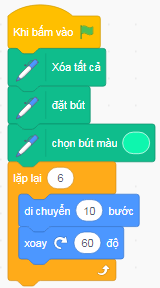 Khi bấm vào
Xóa tất cả
đặt bút
chọn bút màu
lặp lại 6
di chuyển 10 bước
xoay 60 độ